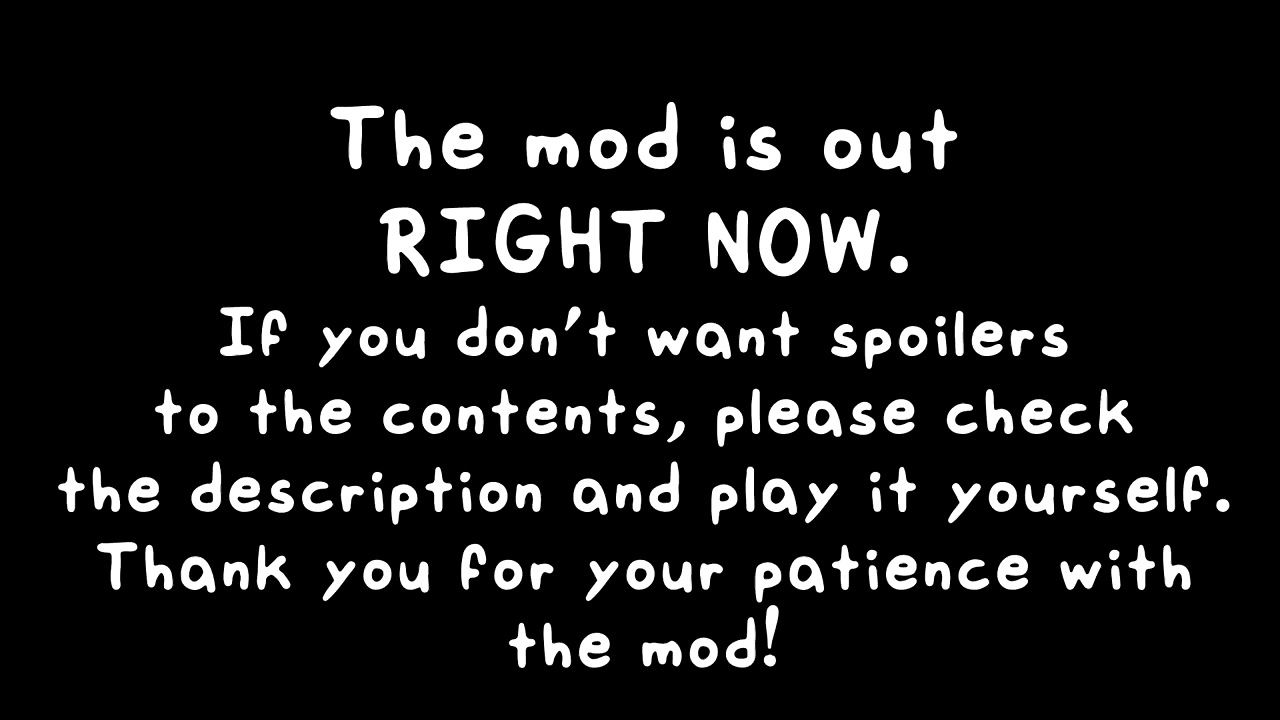 The mod is out
RIGHT NOW.
If you don't want spoilers
to the contents, please check
the description and play it yourself.
Thank you for your patience with
the mod!